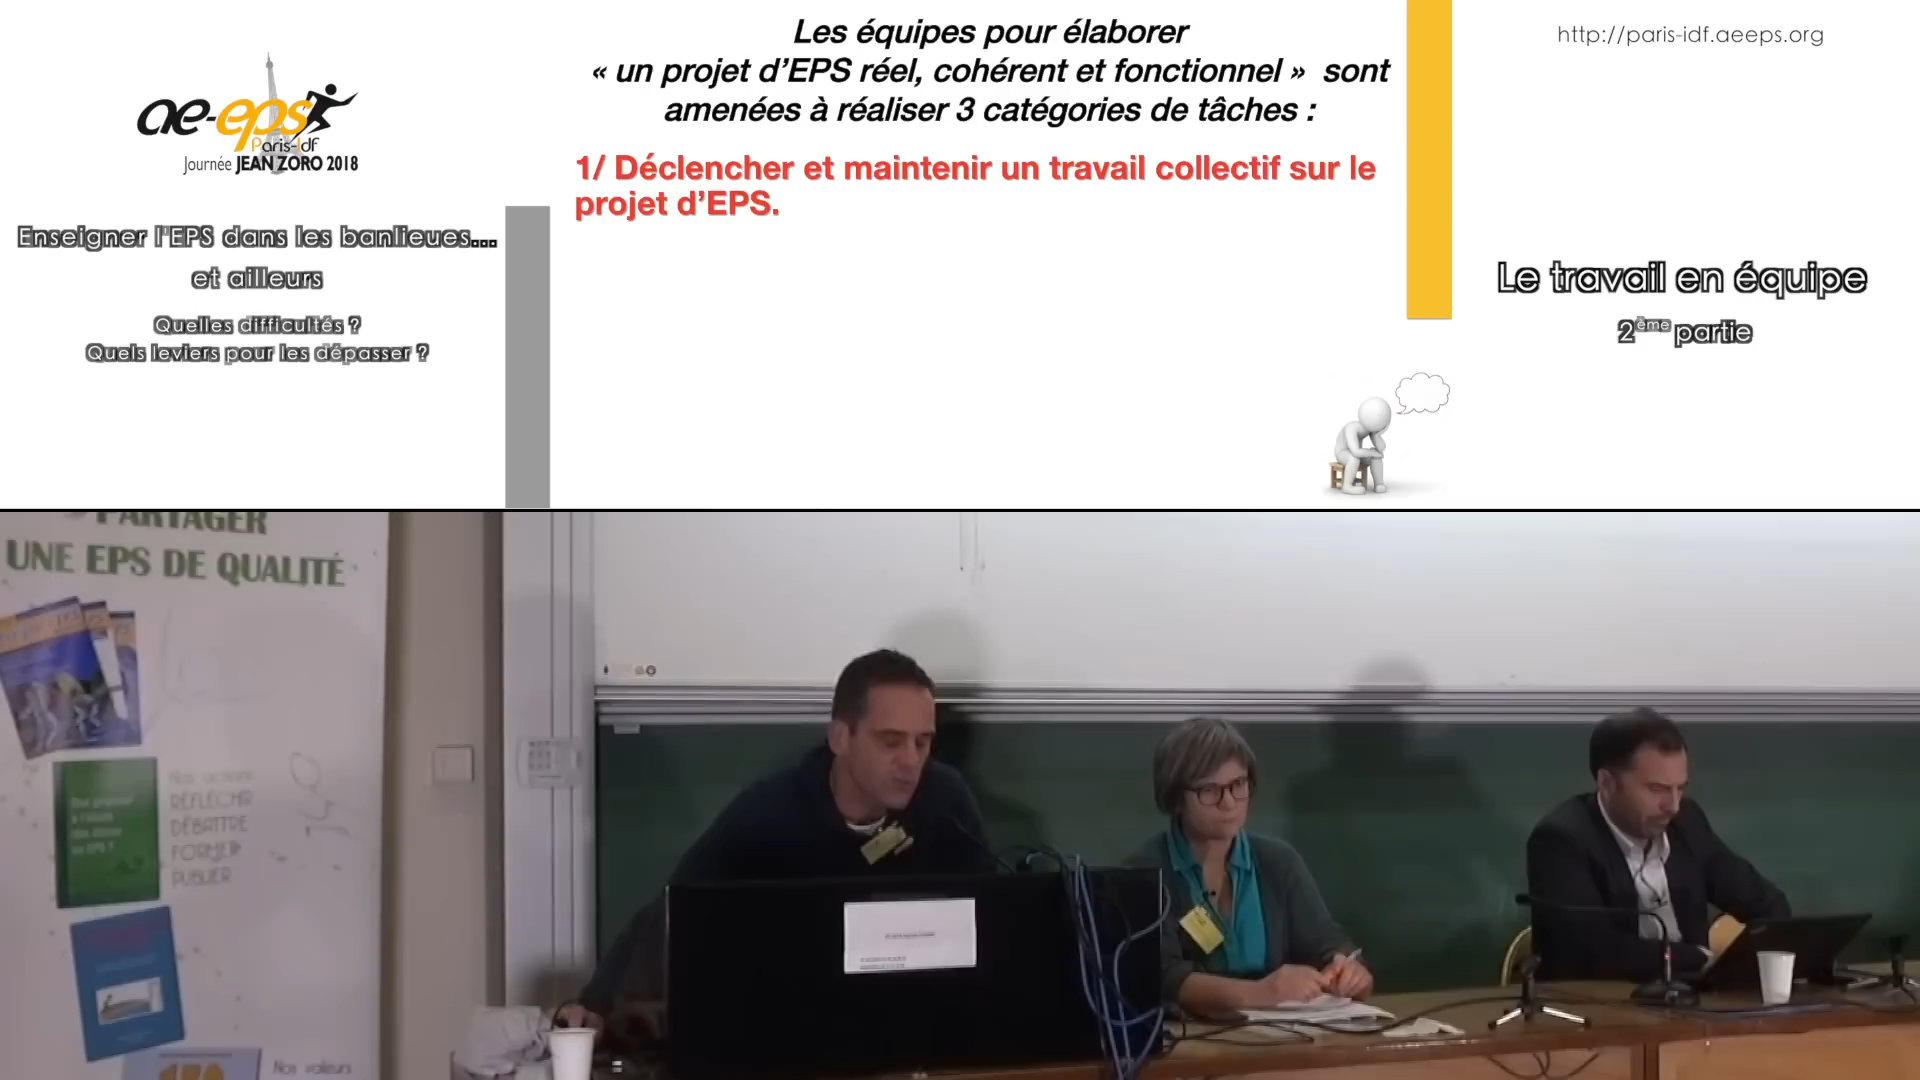 ae-eps
Paris-Idf
Journée JEAN ZORO 2018
Enseigner l'EPS dans les banlieues...
et ailleurs
Quelles difficultés ?
Quels leviers pour les dépasser ?
Les équipes pour élaborer
« un projet d'EPS réel, cohérent et fonctionnel » sont
amenées à réaliser 3 catégories de tâches :
1/ Déclencher et maintenir un travail collectif sur le
projet d'EPS.
http://paris-idf.aeeps.org
Le travail en équipe
2ème partie
PARTAGER
UNE EPS DE QUALITÉ
RÉFLÉCHIR
DÉBATTRE
FORMER
PUBLIER
Nos valeurs